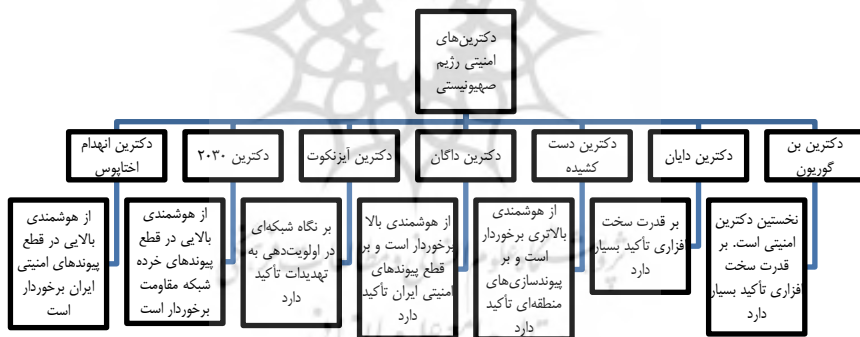 دکترین‌های
امنیتی رژیم
صهیونیستی
دکترین بن
گوریون
دکترین دایان
دکترین دست
کشیده
دکترین داگان
دکترین آیزنکوت
دکترین ۲۰۳۰
دکترین انهدام
اختاپوس
نخستین دکترین
امنیتی است. بر
قدرت سخت
افزاری تأکید بسیار
دارد
بر قدرت سخت
فزاری تأکید بسیار
دارد
از هوشمندی
بالاتری برخوردار
است و بر
پیوندسازی‌های
منطقه‌ای تأکید
دارد
از هوشمندی بالا
برخوردار است و بر
قطع پیوندهای
امنیتی ایران تأکید
دارد
بر نگاه شبکه‌ای
در اولویت‌دهی به
تهدیدات تأکید
دارد
از هوشمندی
بالایی در قطع
پیوندهای خرده
شبکه مقاومت
برخوردار است
از هوشمندی
بالایی در قطع
پیوندهای امنیتی
ایران برخوردار
است